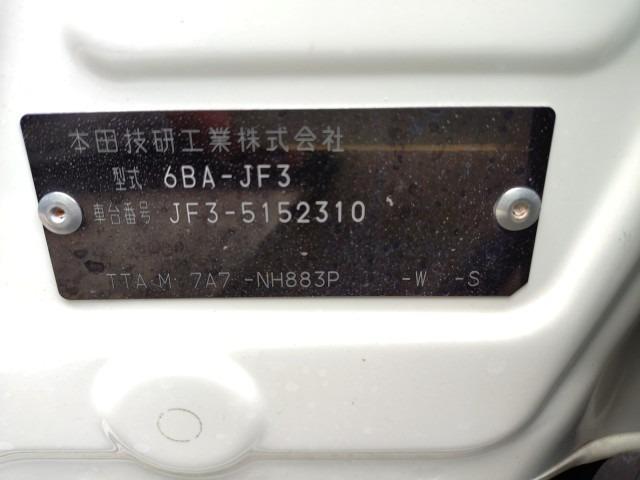 本田技研工業株式会社
型式 6BA-JF3
車台番号 JF3-5152310
TTA-M- 7A7 -NH883P -W -S